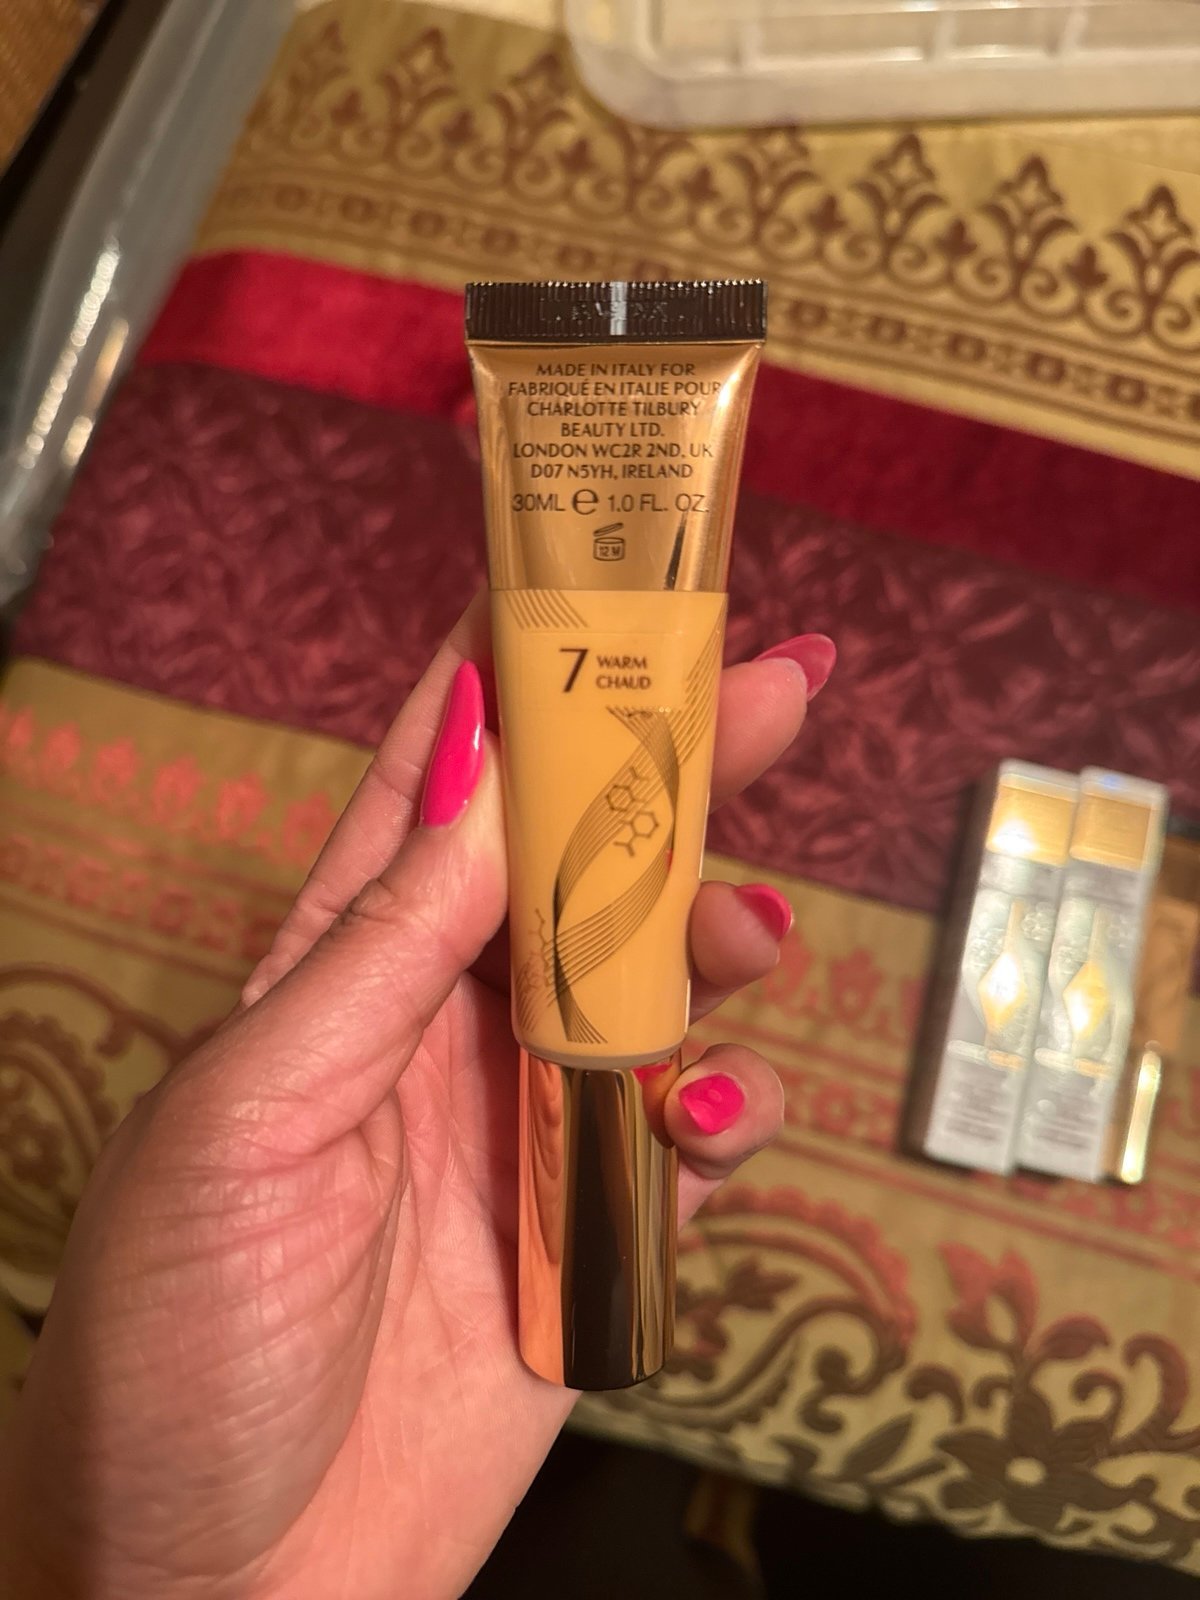 MADE IN ITALY FOR
FABRIQUÉ EN ITALIE POUR
CHARLOTTE TILBURY
BEAUTY LTD.
LONDON WC2R 2ND, UK
D07 N5YH, IRELAND
30ML e 1.0 FL. OZ.
12 M
7 WARM
CHAUD